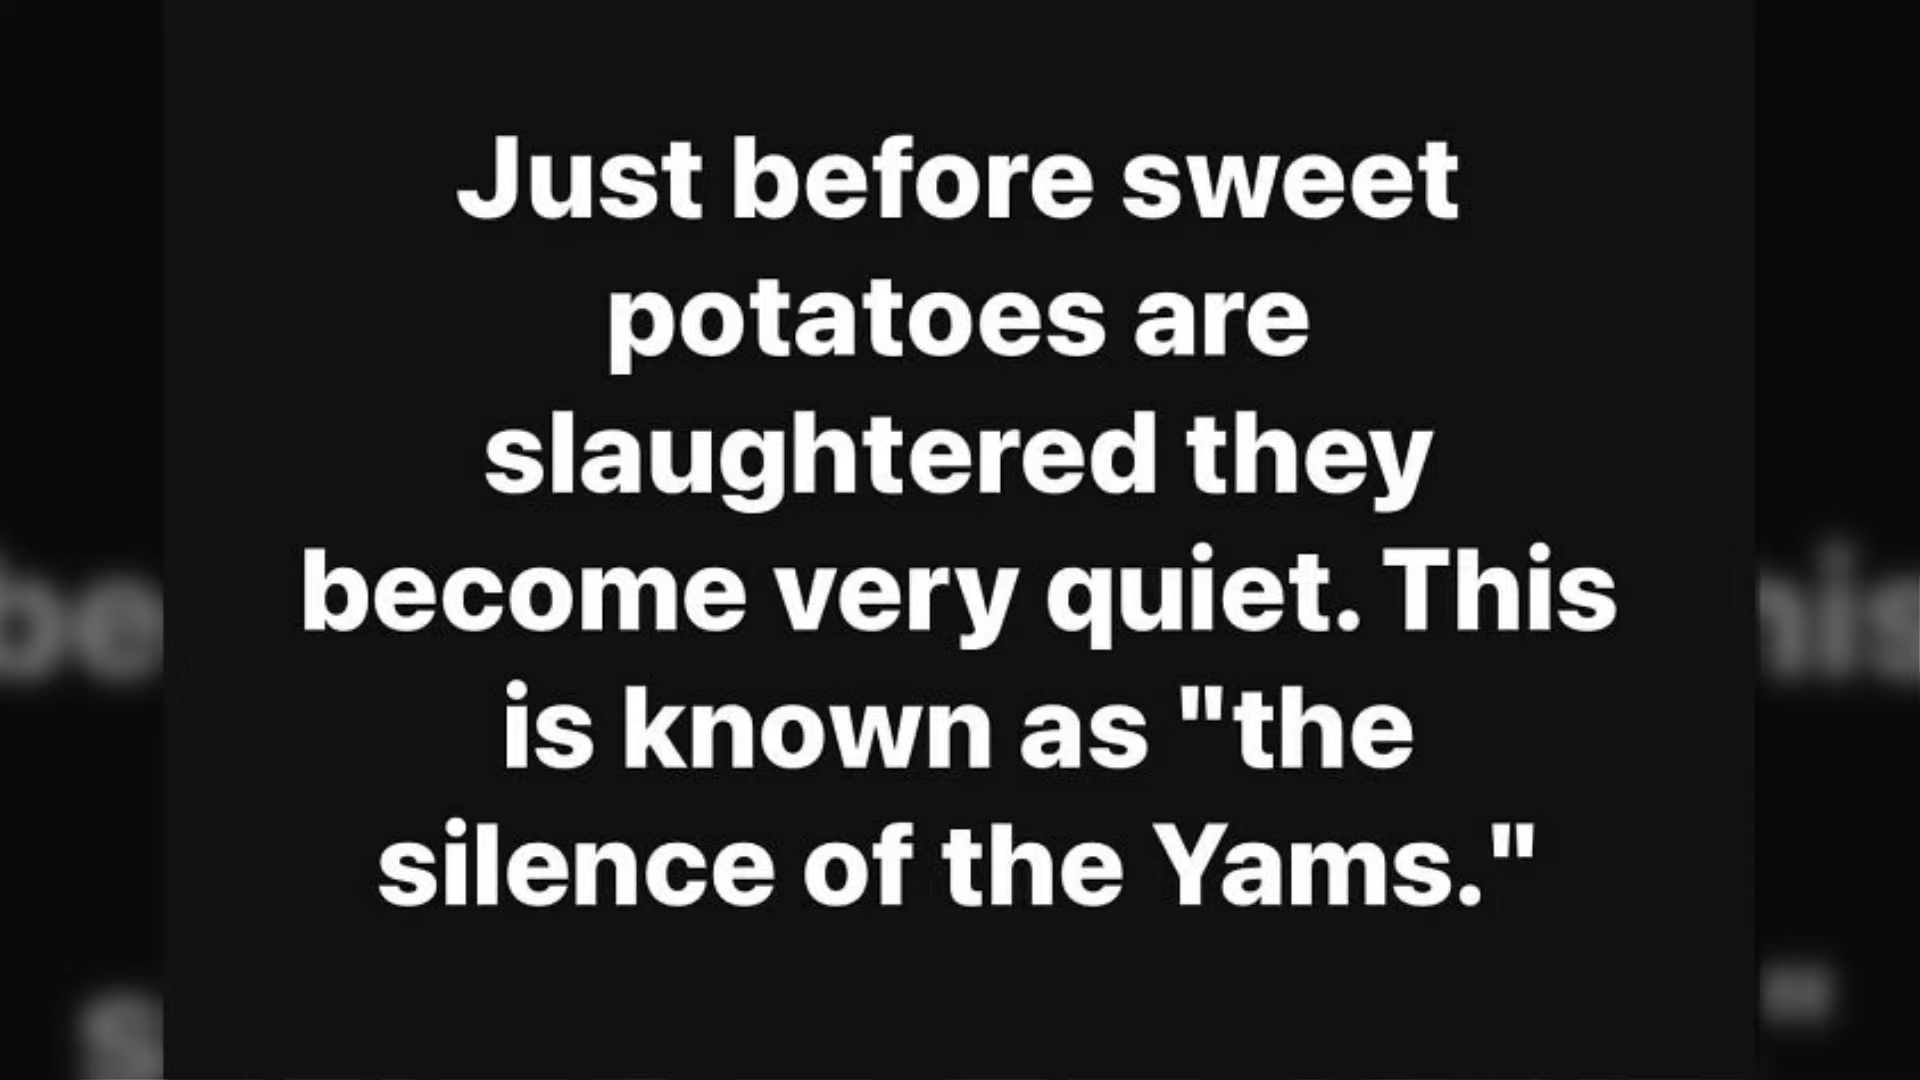 Just before sweet
potatoes are
slaughtered they
become very quiet. This
is known as "the
silence of the Yams."